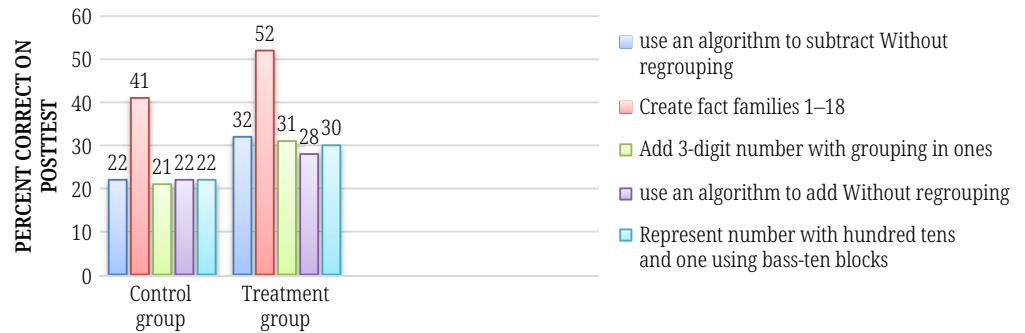 PERCENT CORRECT ON
POSTTEST
60
50
40
30
20
10
0
22
41
21
22
22
32
52
31
28
30
Control
group
Treatment
group
use an algorithm to subtract Without
regrouping
Create fact families 1–18
Add 3-digit number with grouping in ones
use an algorithm to add Without regrouping
Represent number with hundred tens
and one using bass-ten blocks